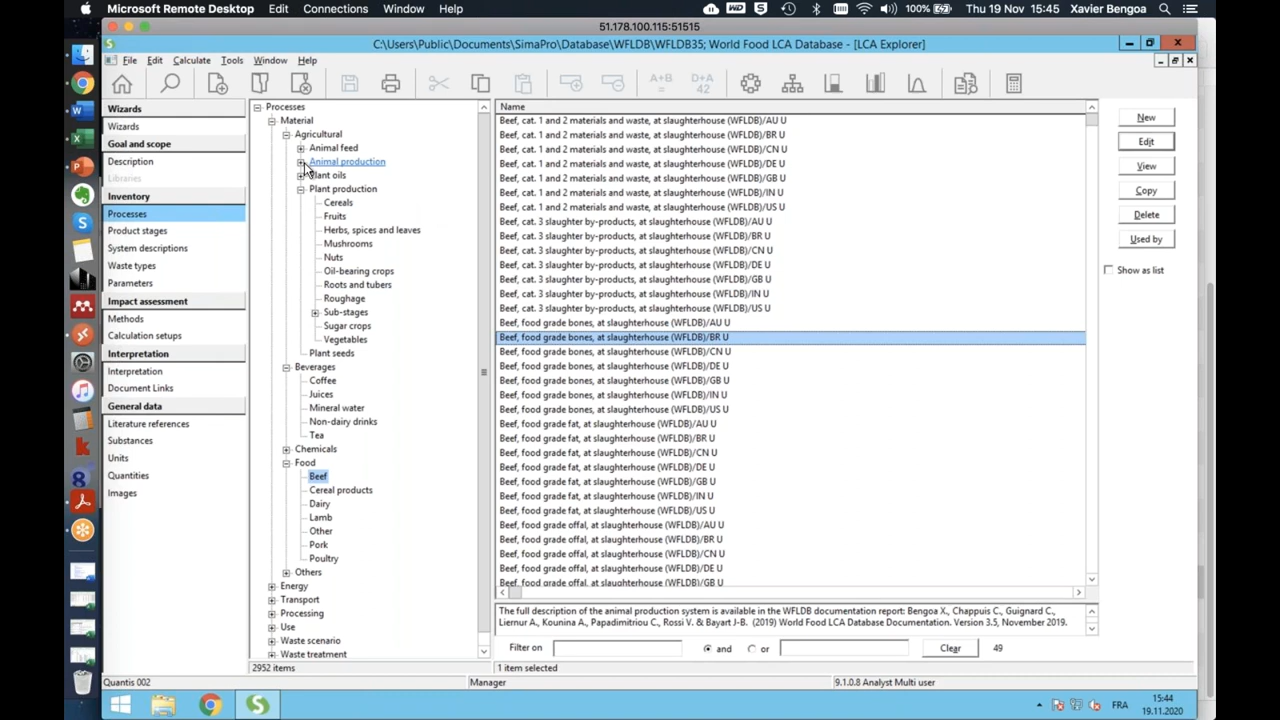 Microsoft Remote Desktop Edit Connections Window Help 100% Thu 19 Nov 15:45 Xavier Bengoa
51.178.100.115:51515
C:\Users\Public\Documents\SimaPro\Database\WFLDB\WFLDB35; World Food LCA Database - [LCA Explorer]
File Edit Calculate Tools Window Help
A+B = D+A 42
Wizards
Wizards
Goal and scope
Description
Libraries
Inventory
Processes
Product stages
System descriptions
Waste types
Parameters
Impact assessment
Methods
Calculation setups
Interpretation
Interpretation
Document Links
General data
Literature references
Substances
Units
Quantities
Images
Processes
Material
Agricultural
Animal feed
Animal production
Plant oils
Plant production
Cereals
Fruits
Herbs, spices and leaves
Mushrooms
Nuts
Oil-bearing crops
Roots and tubers
Roughage
Sub-stages
Sugar crops
Vegetables
Plant seeds
Beverages
Coffee
Juices
Mineral water
Non-dairy drinks
Tea
Chemicals
Food
Beef
Cereal products
Dairy
Lamb
Other
Pork
Poultry
Others
Energy
Transport
Processing
Use
Waste scenario
Waste treatment
Name
Beef, cat. 1 and 2 materials and waste, at slaughterhouse (WFLDB)/AU U
Beef, cat. 1 and 2 materials and waste, at slaughterhouse (WFLDB)/BR U
Beef, cat. 1 and 2 materials and waste, at slaughterhouse (WFLDB)/CN U
Beef, cat. 1 and 2 materials and waste, at slaughterhouse (WFLDB)/DE U
Beef, cat. 1 and 2 materials and waste, at slaughterhouse (WFLDB)/GB U
Beef, cat. 1 and 2 materials and waste, at slaughterhouse (WFLDB)/IN U
Beef, cat. 1 and 2 materials and waste, at slaughterhouse (WFLDB)/US U
Beef, cat. 3 slaughter by-products, at slaughterhouse (WFLDB)/AU U
Beef, cat. 3 slaughter by-products, at slaughterhouse (WFLDB)/BR U
Beef, cat. 3 slaughter by-products, at slaughterhouse (WFLDB)/CN U
Beef, cat. 3 slaughter by-products, at slaughterhouse (WFLDB)/DE U
Beef, cat. 3 slaughter by-products, at slaughterhouse (WFLDB)/GB U
Beef, cat. 3 slaughter by-products, at slaughterhouse (WFLDB)/IN U
Beef, cat. 3 slaughter by-products, at slaughterhouse (WFLDB)/US U
Beef, food grade bones, at slaughterhouse (WFLDB)/AU U
Beef, food grade bones, at slaughterhouse (WFLDB)/BR U
Beef, food grade bones, at slaughterhouse (WFLDB)/CN U
Beef, food grade bones, at slaughterhouse (WFLDB)/DE U
Beef, food grade bones, at slaughterhouse (WFLDB)/GB U
Beef, food grade bones, at slaughterhouse (WFLDB)/IN U
Beef, food grade bones, at slaughterhouse (WFLDB)/US U
Beef, food grade fat, at slaughterhouse (WFLDB)/AU U
Beef, food grade fat, at slaughterhouse (WFLDB)/BR U
Beef, food grade fat, at slaughterhouse (WFLDB)/CN U
Beef, food grade fat, at slaughterhouse (WFLDB)/DE U
Beef, food grade fat, at slaughterhouse (WFLDB)/GB U
Beef, food grade fat, at slaughterhouse (WFLDB)/IN U
Beef, food grade fat, at slaughterhouse (WFLDB)/US U
Beef, food grade offal, at slaughterhouse (WFLDB)/AU U
Beef, food grade offal, at slaughterhouse (WFLDB)/BR U
Beef, food grade offal, at slaughterhouse (WFLDB)/CN U
Beef, food grade offal, at slaughterhouse (WFLDB)/DE U
Beef, food grade offal, at slaughterhouse (WFLDB)/GB U
The full description of the animal production system is available in the WFLDB documentation report: Bengoa X., Chappuis C., Guignard C.,
Liernur A., Kounina A., Papadimitriou C., Rossi V. & Bayart J-B. (2019) World Food LCA Database Documentation. Version 3.5, November 2019.
Filter on and or Clear 49
New
Edit
View
Copy
Delete
Used by
Show as list
2952 items 1 item selected
Quantis 002 Manager 9.1.0.8 Analyst Multi user
FRA 15:44
19.11.2020